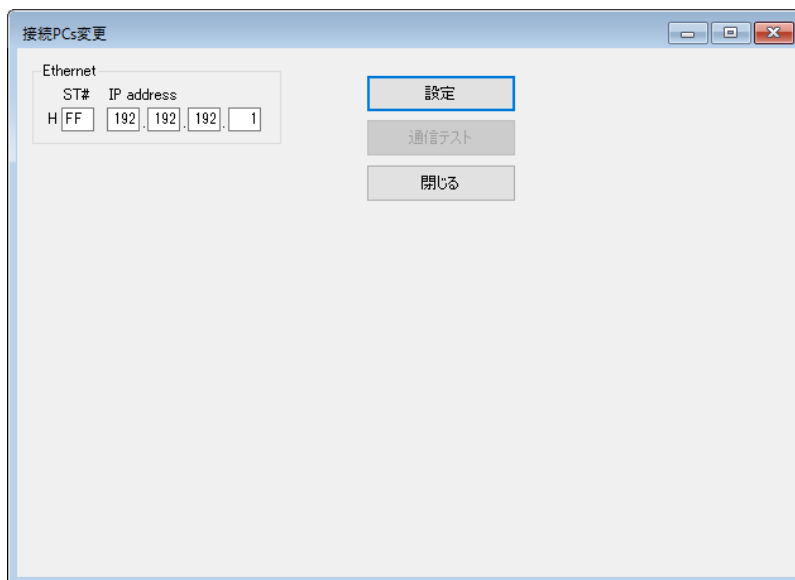 接続PCs変更
Ethernet
ST# IP address
H FF 192 . 192 . 192 . 1
設定
通信テスト
閉じる